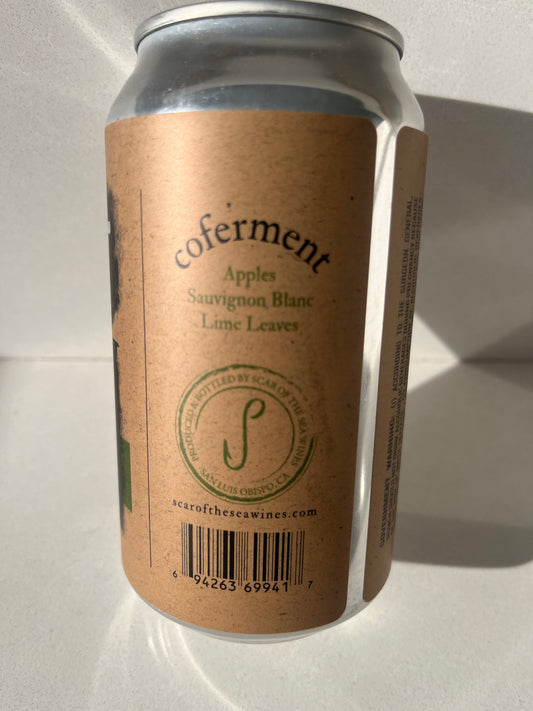 coferment
Apples
Sauvignon Blanc
Lime Leaves
PRODUCED & BOTTLED BY SCAR OF THE SEA WINES
SAN LUIS OBISPO, CA
scaroftheseawines.com
6 94263 69941 7
GOVERNMENT WARNING: (1) ACCORDING TO THE SURGEON GENERAL,